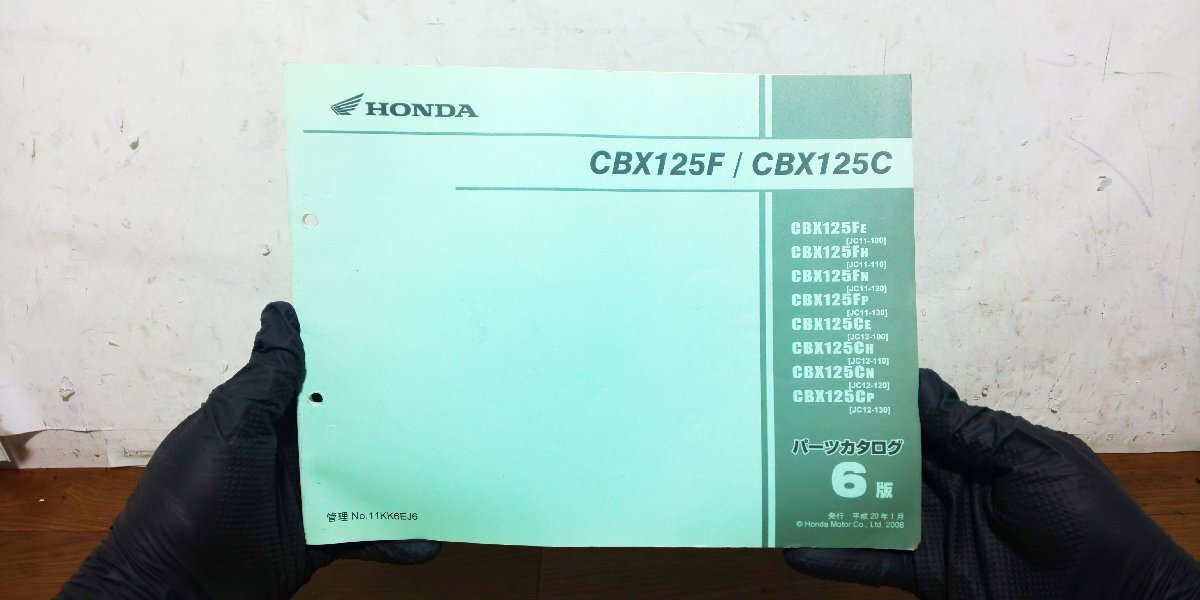 HONDA
CBX125F / CBX125C
CBX125FE
[JC11-100]
CBX125FH
[JC11-110]
CBX125FN
[JC11-120]
CBX125FP
[JC11-130]
CBX125CE
[JC12-100]
CBX125CH
[JC12-110]
CBX125CN
[JC12-120]
CBX125CP
[JC12-130]
パーツカタログ
6 版
発行 平成20年1月
© Honda Motor Co., Ltd. 2008
管理 No.11KK6EJ6